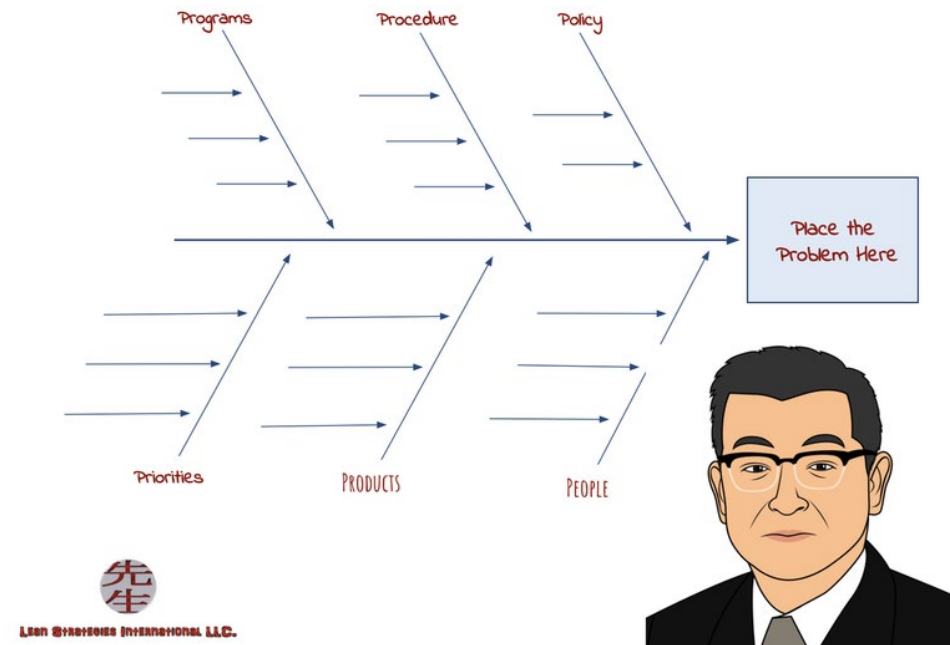 Programs
Procedure
Policy
Place the
Problem Here
Priorities
Products
People
先
生
Lean Strategies International LLC.